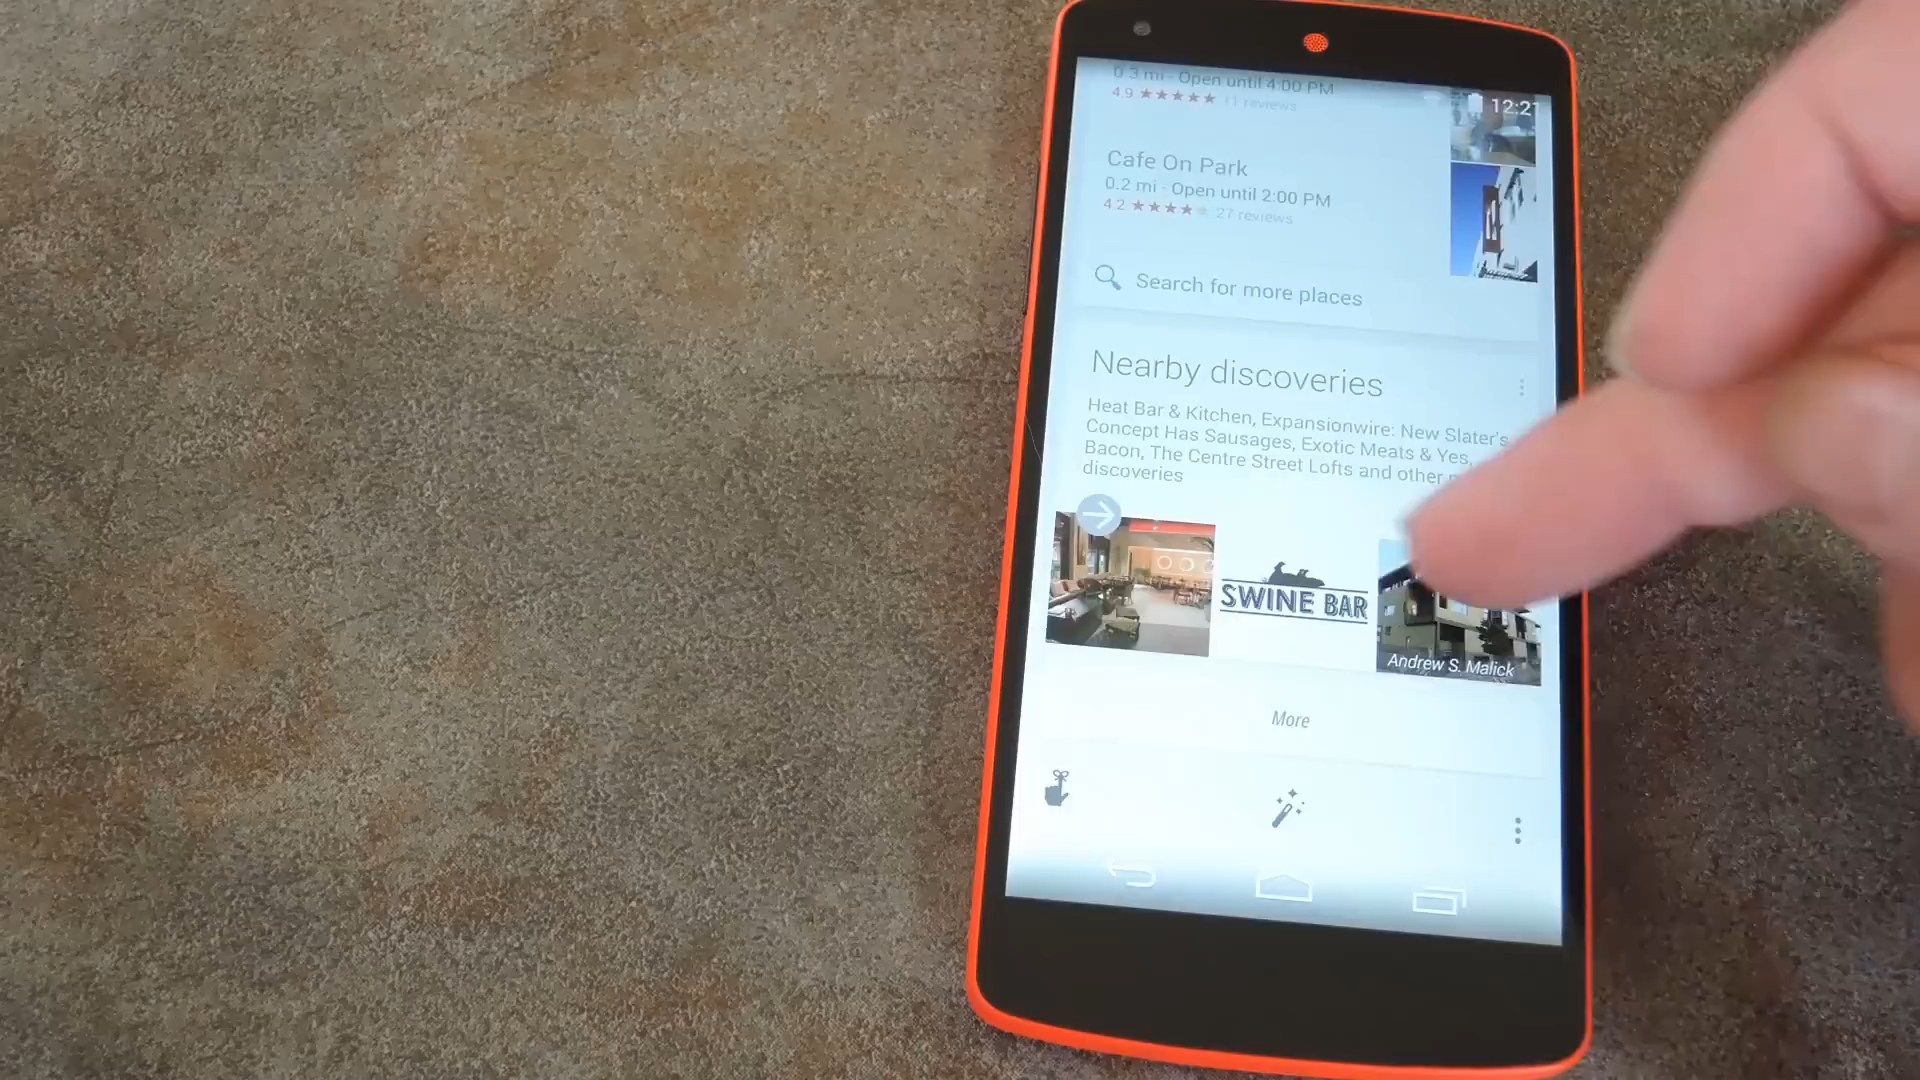 0.3 mi - Open until 4:00 PM
4.9 ★★★★★ 11 reviews
12:21
Cafe On Park
0.2 mi - Open until 2:00 PM
4.2 ★★★★★ 27 reviews
Search for more places
Nearby discoveries
Heat Bar & Kitchen, Expansionwire: New Slater's
Concept Has Sausages, Exotic Meats & Yes,
Bacon, The Centre Street Lofts and other
discoveries
SWINE BAR
Andrew S. Malick
More